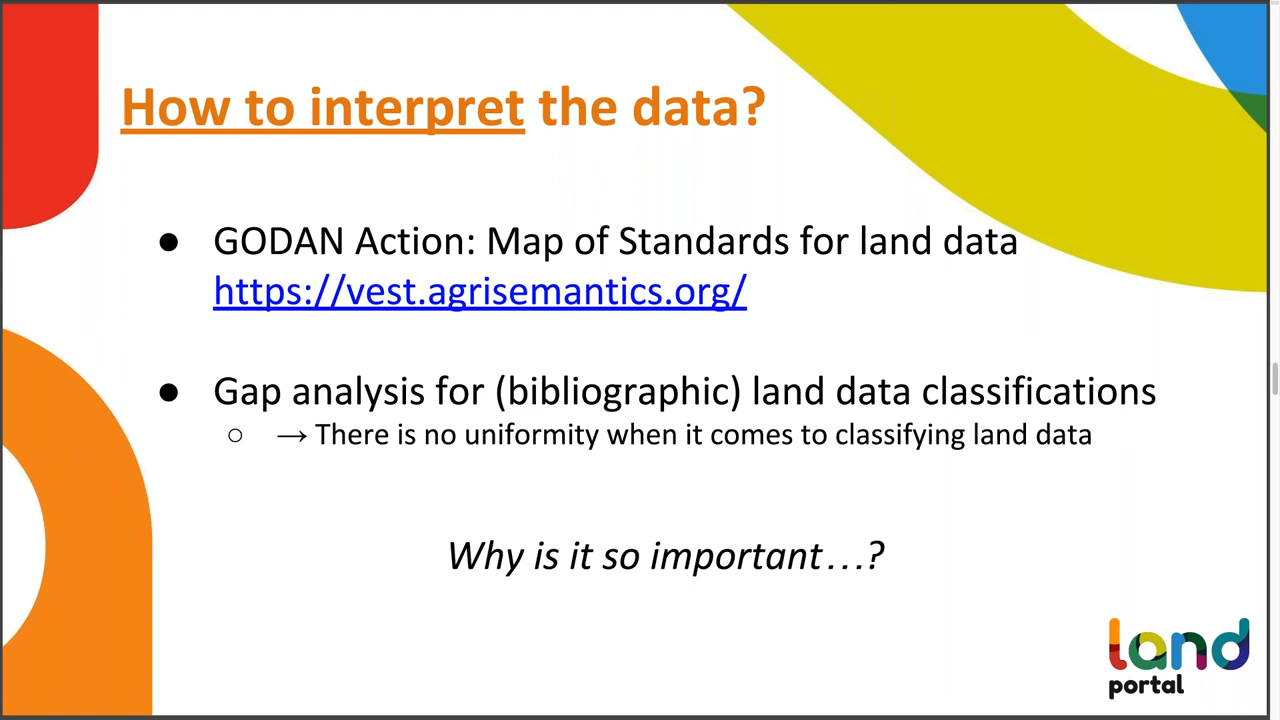 How to interpret the data?
● GODAN Action: Map of Standards for land data
https://vest.agrisemantics.org/
● Gap analysis for (bibliographic) land data classifications
○ → There is no uniformity when it comes to classifying land data
Why is it so important…?
land
portal